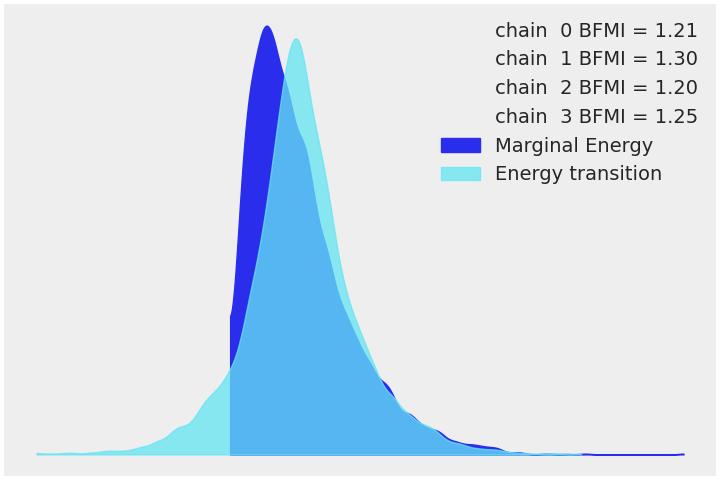 chain  0 BFMI = 1.21
chain  1 BFMI = 1.30
chain  2 BFMI = 1.20
chain  3 BFMI = 1.25
Marginal Energy
Energy transition